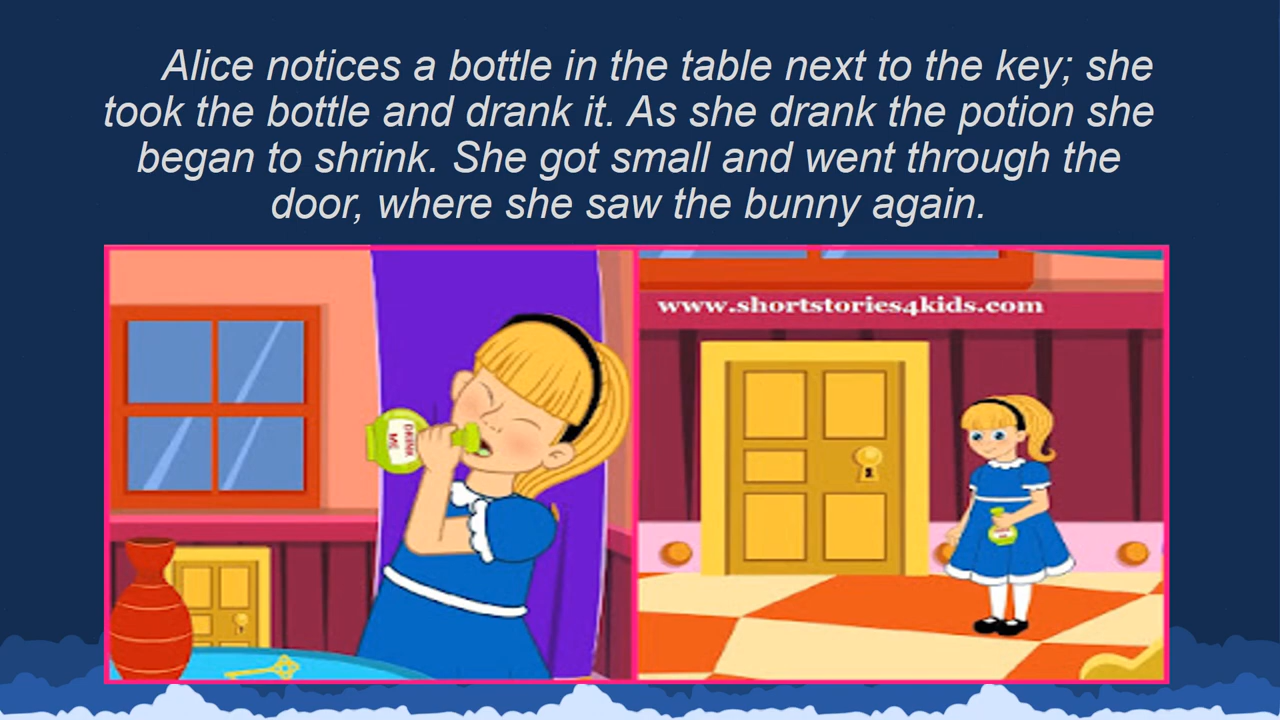 Alice notices a bottle in the table next to the key; she
took the bottle and drank it. As she drank the potion she
began to shrink. She got small and went through the
door, where she saw the bunny again.
www.shortstories4kids.com
DRINK
ME